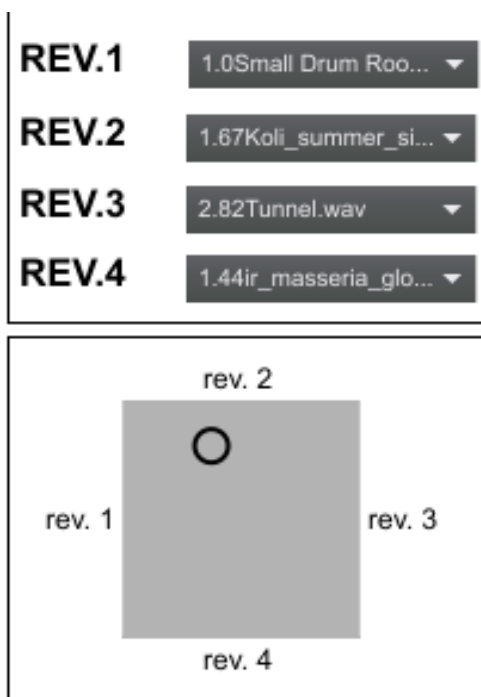 REV.1 1.0Small Drum Roo...
REV.2 1.67Koli_summer_si...
REV.3 2.82Tunnel.wav
REV.4 1.44ir_masseria_glo...
rev. 2
rev. 1 rev. 3
rev. 4